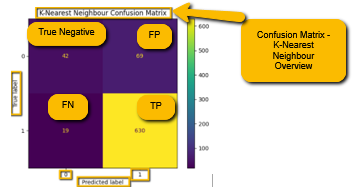 K-Nearest Neighbour Confusion Matrix
True Negative
FP
42
69
0
FN
TP
19
630
1
True label
0
1
Predicted label
600
500
400
300
200
100
Confusion Matrix -
K-Nearest
Neighbour
Overview